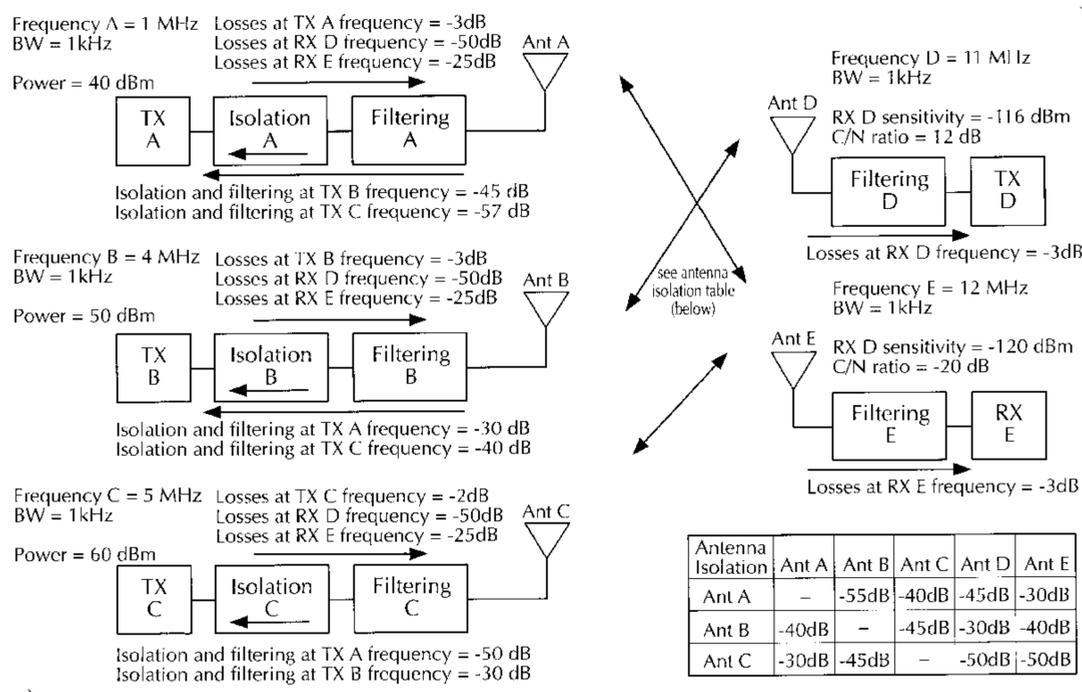 Frequency A = 1 MHz
BW = 1kHz
Power = 40 dBm
Losses at TX A frequency = -3dB
Losses at RX D frequency = -50dB
Losses at RX E frequency = -25dB
Ant A
TX A
Isolation A
Filtering A
Isolation and filtering at TX B frequency = -45 dB
Isolation and filtering at TX C frequency = -57 dB
Frequency B = 4 MHz
BW = 1kHz
Power = 50 dBm
Losses at TX B frequency = -3dB
Losses at RX D frequency = -50dB
Losses at RX E frequency = -25dB
Ant B
TX B
Isolation B
Filtering B
Isolation and filtering at TX A frequency = -30 dB
Isolation and filtering at TX C frequency = -40 dB
Frequency C = 5 MHz
BW = 1kHz
Power = 60 dBm
Losses at TX C frequency = -2dB
Losses at RX D frequency = -50dB
Losses at RX E frequency = -25dB
Ant C
TX C
Isolation C
Filtering C
Isolation and filtering at TX A frequency = -50 dB
Isolation and filtering at TX B frequency = -30 dB
see antenna
isolation table
(below)
Frequency D = 11 MHz
BW = 1kHz
Ant D
RX D sensitivity = -116 dBm
C/N ratio = 12 dB
Filtering D
TX D
Losses at RX D frequency = -3dB
Frequency E = 12 MHz
BW = 1kHz
Ant E
RX D sensitivity = -120 dBm
C/N ratio = -20 dB
Filtering E
RX E
Losses at RX E frequency = -3dB
Antenna Isolation Ant A Ant B Ant C Ant D Ant E
Ant A – -55dB -40dB -45dB -30dB
Ant B -40dB – -45dB -30dB -40dB
Ant C -30dB -45dB – -50dB -50dB